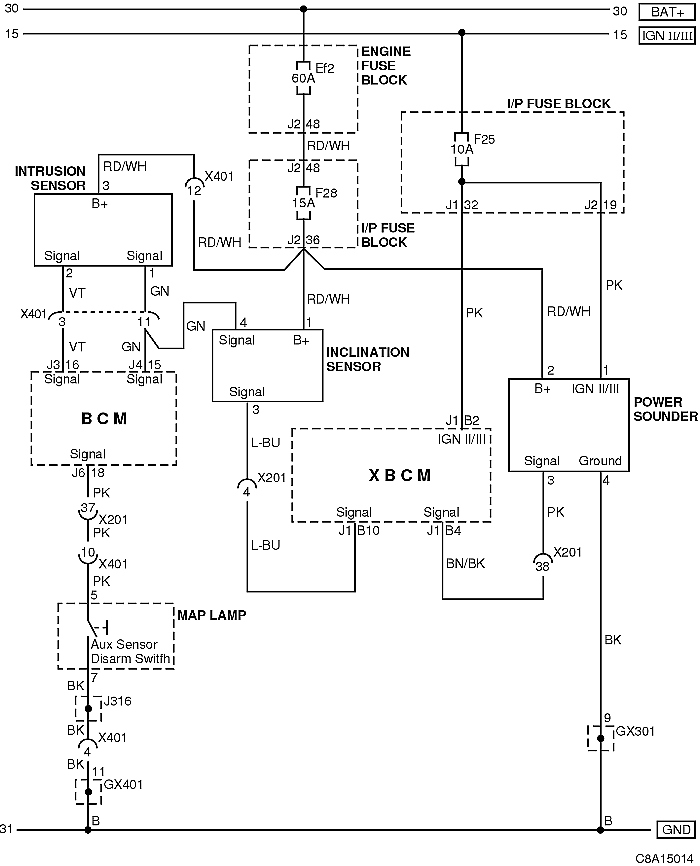 30 30 BAT+
15 15 IGN II/III
ENGINE
FUSE
BLOCK
Ef2
60A
J2 48
RD/WH
I/P FUSE BLOCK
F25
10A
J1 32
J2 19
J2 48
F28
15A
J2 36
I/P FUSE
BLOCK
INTRUSION
SENSOR
3
RD/WH
X401
12
B+
RD/WH
Signal Signal
2 1
VT GN
X401
3 11
VT GN
GN
J3 16 J4 15
Signal Signal
BCM
Signal
J6 18
PK
37
X201
PK
10
X401
PK
5
MAP LAMP
Aux Sensor
Disarm Switfh
7
BK
J316
BK
X401
4
BK
11
GX401
B
RD/WH
4 1
Signal B+
INCLINATION
SENSOR
Signal
3
L-BU
X201
4
L-BU
PK
J1 B2
IGN II/III
XBCM
Signal Signal
J1 B10 J1 B4
BN/BK
RD/WH
PK
2 1
B+ IGN II/III
POWER
SOUNDER
Signal Ground
3 4
PK
X201
38
BK
9
GX301
B
31 GND
C8A15014